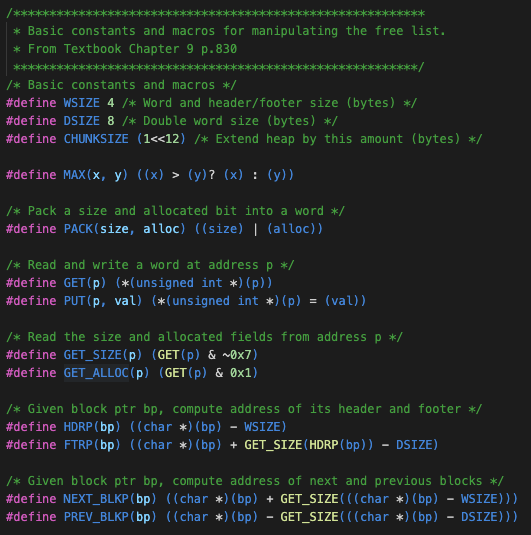 /*********************************************************
 * Basic constants and macros for manipulating the free list.
 * From Textbook Chapter 9 p.830
 ********************************************************/
/* Basic constants and macros */
#define WSIZE 4 /* Word and header/footer size (bytes) */
#define DSIZE 8 /* Double word size (bytes) */
#define CHUNKSIZE (1<<12) /* Extend heap by this amount (bytes) */
#define MAX(x, y) ((x) > (y)? (x) : (y))
/* Pack a size and allocated bit into a word */
#define PACK(size, alloc) ((size) | (alloc))
/* Read and write a word at address p */
#define GET(p) (*(unsigned int *)(p))
#define PUT(p, val) (*(unsigned int *)(p) = (val))
/* Read the size and allocated fields from address p */
#define GET_SIZE(p) (GET(p) & ~0x7)
#define GET_ALLOC(p) (GET(p) & 0x1)
/* Given block ptr bp, compute address of its header and footer */
#define HDRP(bp) ((char *)(bp) - WSIZE)
#define FTRP(bp) ((char *)(bp) + GET_SIZE(HDRP(bp)) - DSIZE)
/* Given block ptr bp, compute address of next and previous blocks */
#define NEXT_BLKP(bp) ((char *)(bp) + GET_SIZE(((char *)(bp) - WSIZE)))
#define PREV_BLKP(bp) ((char *)(bp) - GET_SIZE(((char *)(bp) - DSIZE)))